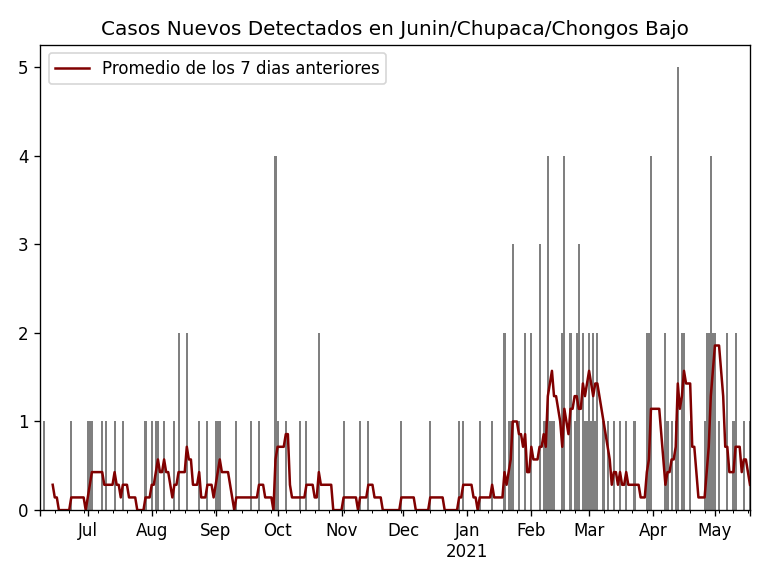 Casos Nuevos Detectados en Junin/Chupaca/Chongos Bajo
Promedio de los 7 dias anteriores
5
4
3
2
1
0
Jul Aug Sep Oct Nov Dec Jan Feb Mar Apr May
2021